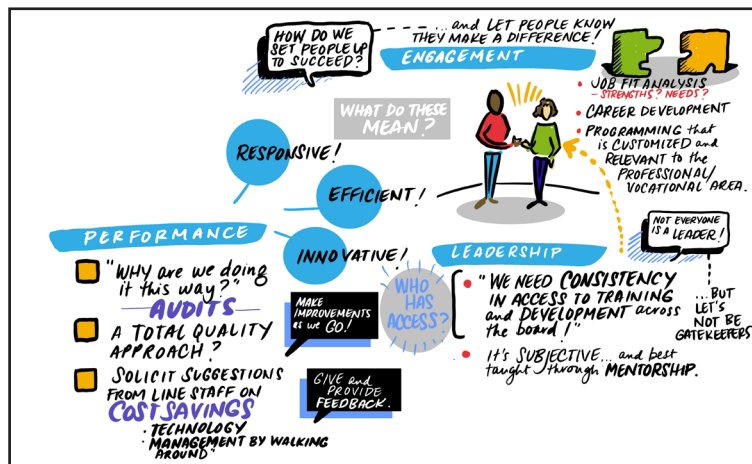 HOW DO WE
SET PEOPLE UP
TO SUCCEED?
...and LET PEOPLE KNOW
THEY MAKE A DIFFERENCE!
ENGAGEMENT
• JOB FIT ANALYSIS
- STRENGTHS? NEEDS?
• CAREER DEVELOPMENT
• PROGRAMMING that
is CUSTOMIZED and
RELEVANT to the
PROFESSIONAL/
VOCATIONAL AREA.
WHAT DO THESE
MEAN?
RESPONSIVE!
EFFICIENT!
INNOVATIVE!
PERFORMANCE
"WHY are we doing
it this way?"
AUDITS
A TOTAL QUALITY
APPROACH?
SOLICIT SUGGESTIONS
FROM LINE STAFF ON
COST SAVINGS
• TECHNOLOGY
• MANAGEMENT BY WALKING
AROUND"
MAKE
IMPROVEMENTS
as we GO!
GIVE and
PROVIDE
FEEDBACK.
WHO
HAS
ACCESS?
LEADERSHIP
• "WE NEED CONSISTENCY
IN ACCESS TO TRAINING
and DEVELOPMENT across
the board!"
• It's SUBJECTIVE... and best
taught through MENTORSHIP.
NOT EVERYONE
IS A LEADER!
...BUT
LET'S
NOT BE
GATEKEEPERS